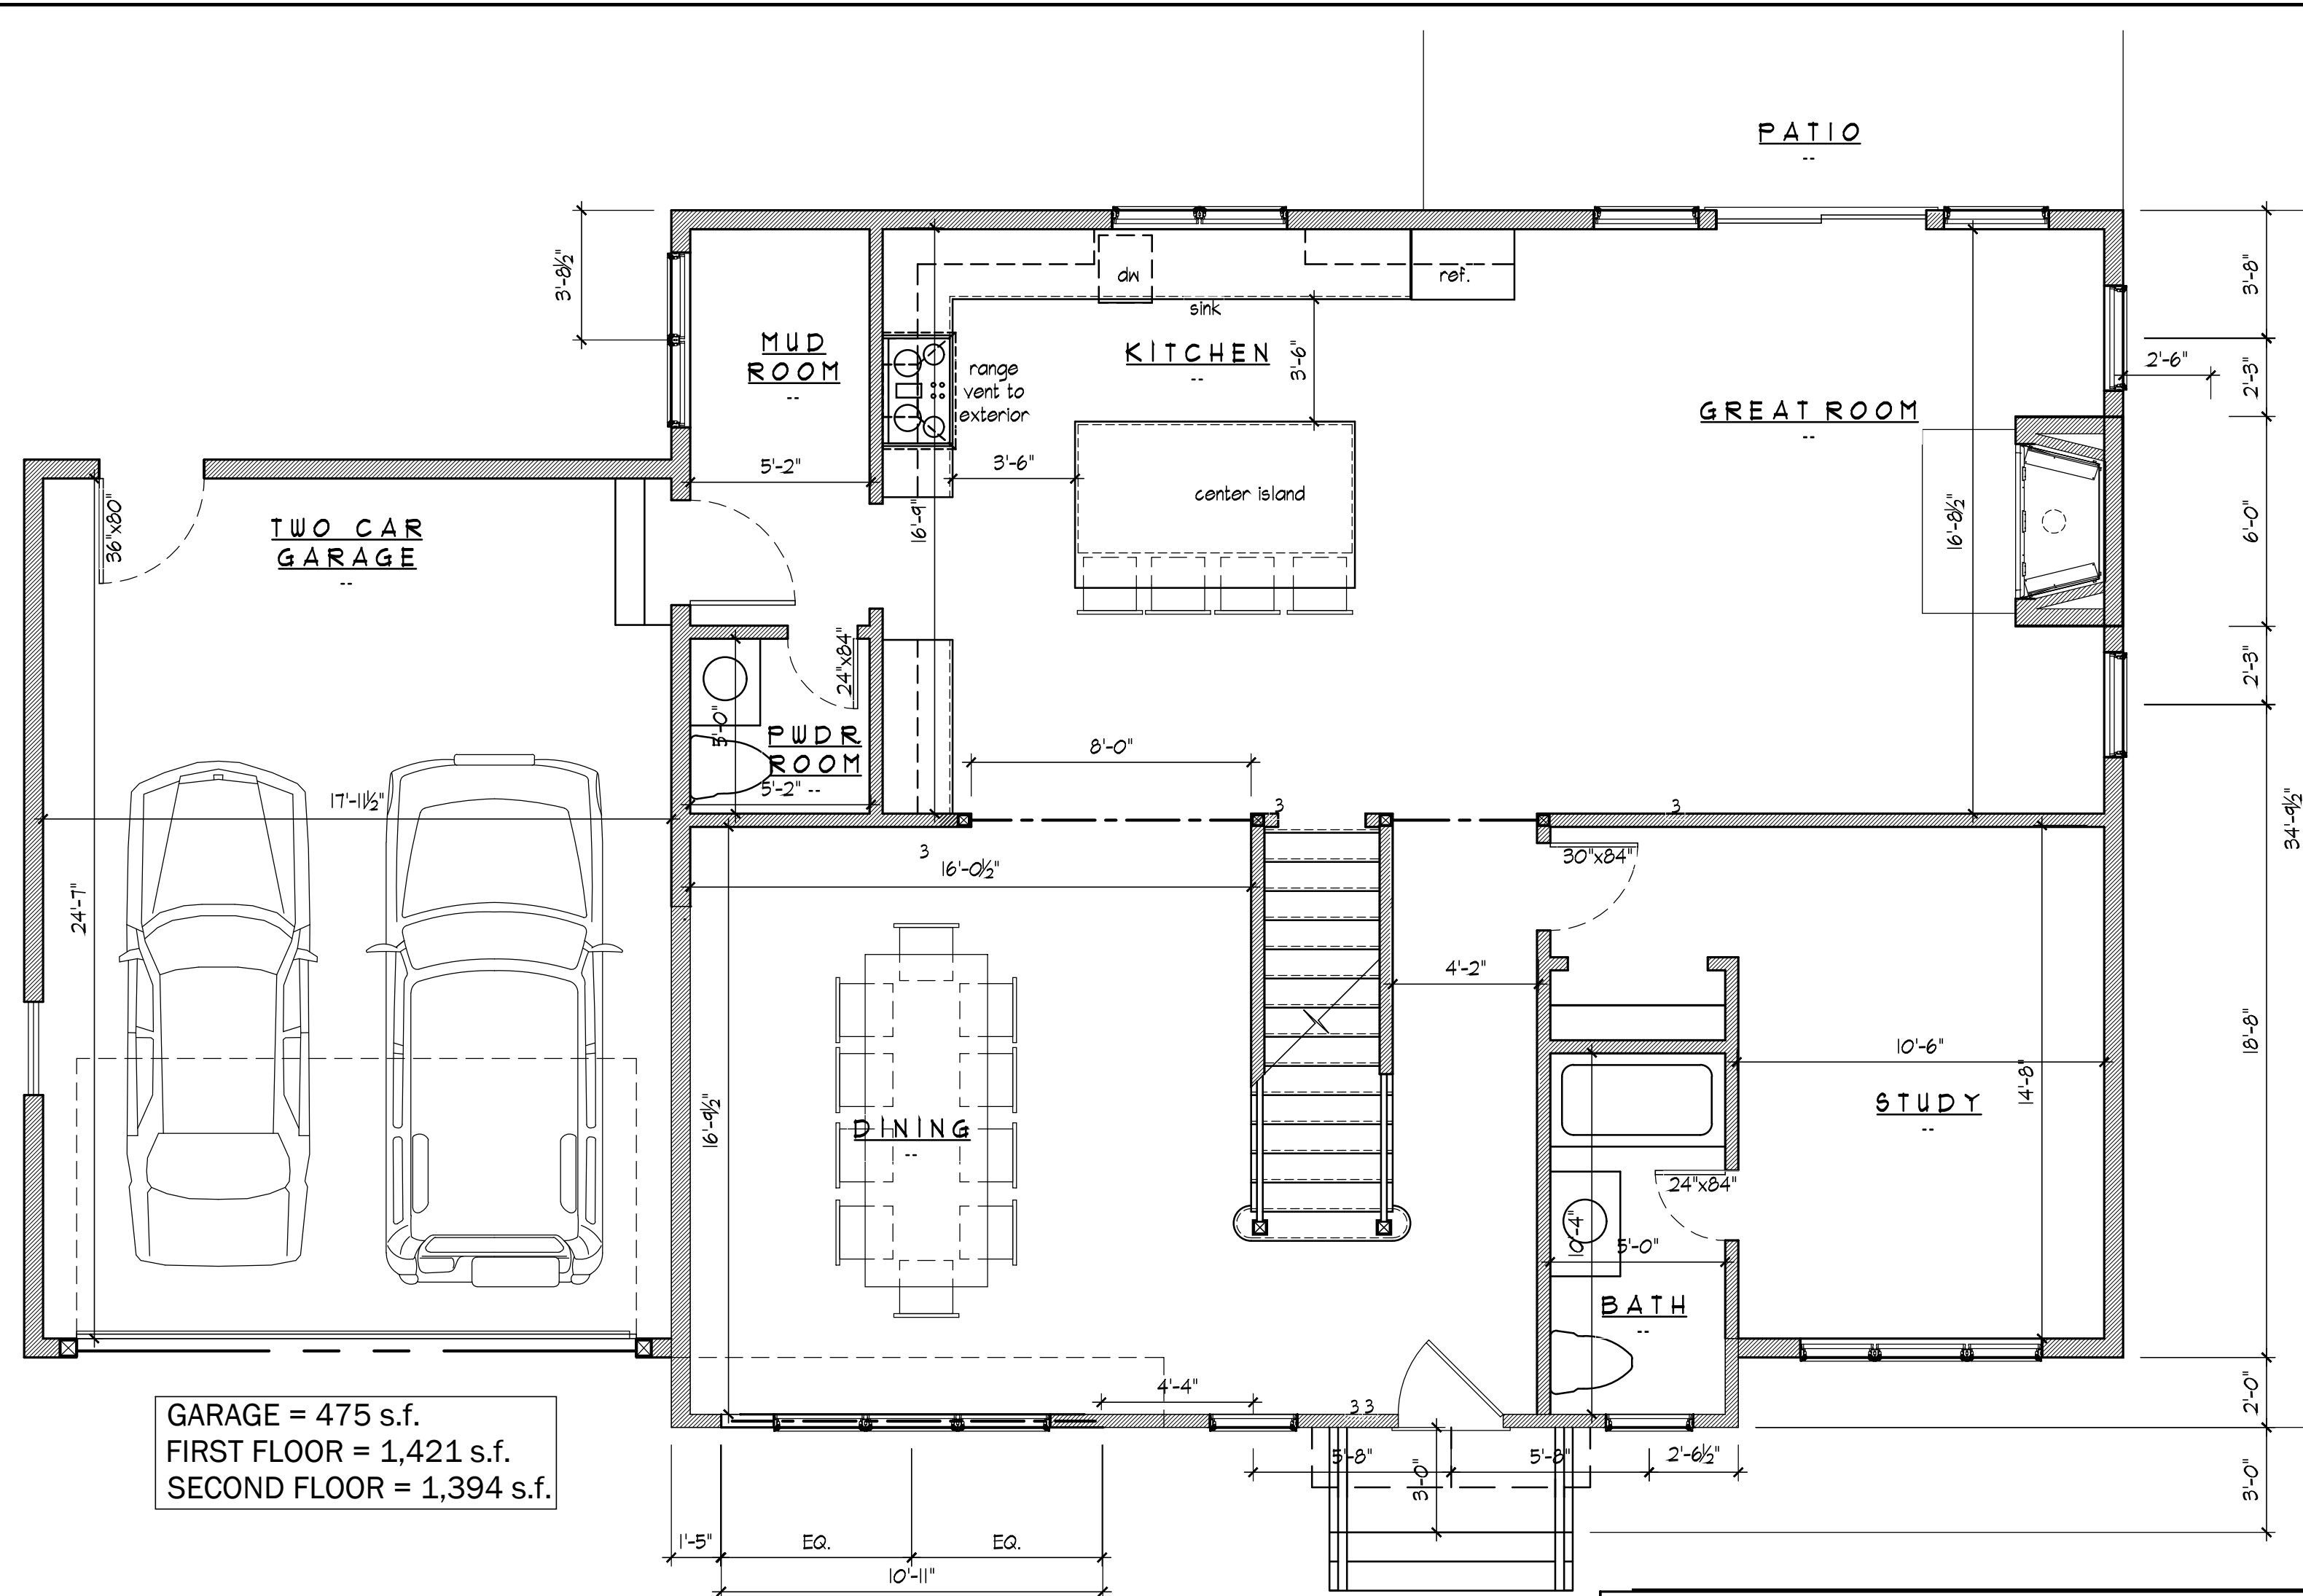 PATIO
--
3'-8½"
3'-8"
dw
ref.
sink
MUD
ROOM
--
KITCHEN
--
3'-6"
range
vent to
exterior
2'-3"
2'-6"
GREAT ROOM
--
5'-2"
3'-6"
center island
36"x80"
TWO CAR
GARAGE
--
16'-9"
16'-8½"
6'-0"
24"x84"
2'-3"
5'-0"
PWDR
ROOM
5'-2" --
8'-0"
17'-11½"
3
3
34'-9½"
3
16'-0½"
30"x84"
24'-7"
4'-2"
18'-8"
10'-6"
14'-8"
STUDY
--
16'-9½"
DINING
--
24"x84"
10'-4"
5'-0"
BATH
--
4'-4"
3 3
2'-0"
5'-8"
5'-8"
2'-6½"
3'-0"
3'-0"
GARAGE = 475 s.f.
FIRST FLOOR = 1,421 s.f.
SECOND FLOOR = 1,394 s.f.
1'-5"
EQ.
EQ.
10'-11"